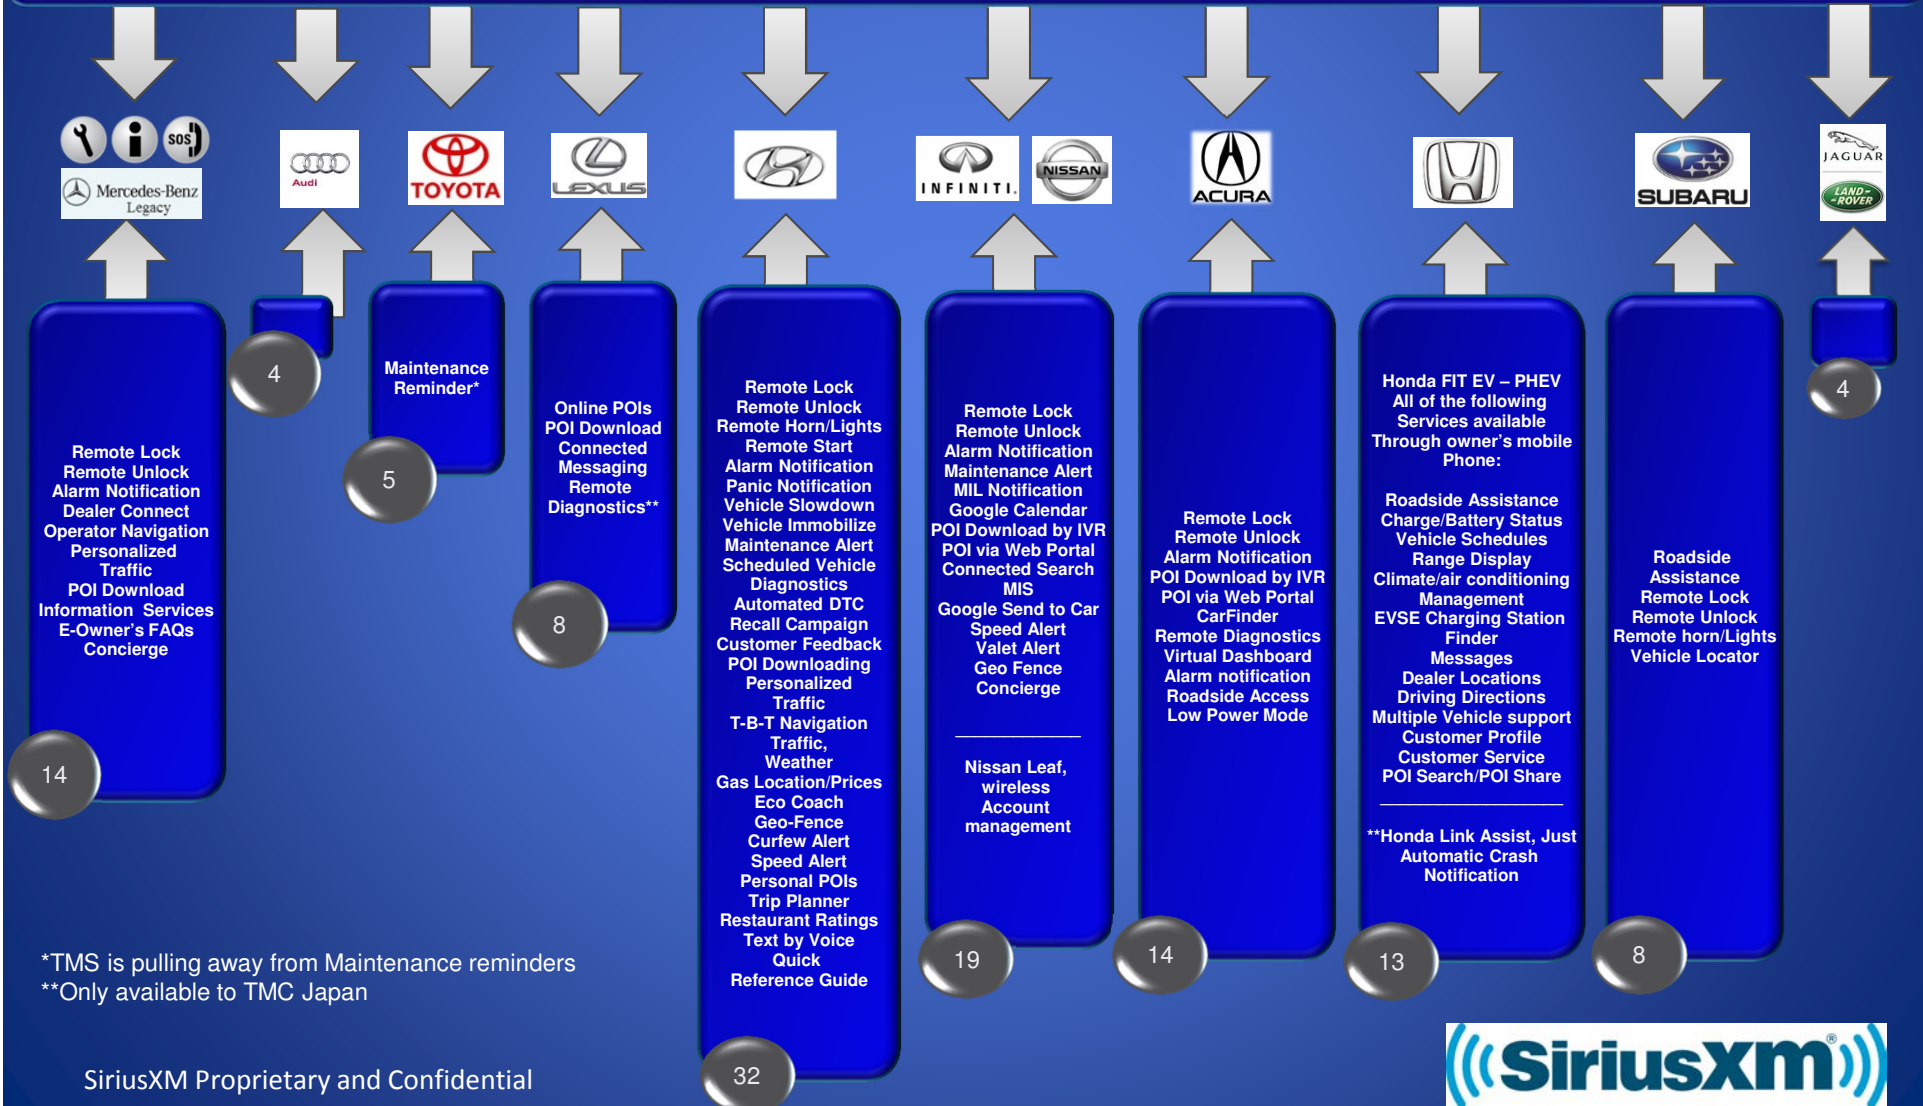 sos
Mercedes-Benz
Legacy
Audi
TOYOTA
LEXUS
INFINITI.
NISSAN
ACURA
SUBARU
JAGUAR
LAND-
-ROVER
Remote Lock
Remote Unlock
Alarm Notification
Dealer Connect
Operator Navigation
Personalized
Traffic
POI Download
Information Services
E-Owner's FAQs
Concierge
14
4
Maintenance
Reminder*
5
Online POIs
POI Download
Connected
Messaging
Remote
Diagnostics**
8
Remote Lock
Remote Unlock
Remote Horn/Lights
Remote Start
Alarm Notification
Panic Notification
Vehicle Slowdown
Vehicle Immobilize
Maintenance Alert
Scheduled Vehicle
Diagnostics
Automated DTC
Recall Campaign
Customer Feedback
POI Downloading
Personalized
Traffic
T-B-T Navigation
Traffic,
Weather
Gas Location/Prices
Eco Coach
Geo-Fence
Curfew Alert
Speed Alert
Personal POIs
Trip Planner
Restaurant Ratings
Text by Voice
Quick
Reference Guide
32
Remote Lock
Remote Unlock
Alarm Notification
Maintenance Alert
MIL Notification
Google Calendar
POI Download by IVR
POI via Web Portal
Connected Search
MIS
Google Send to Car
Speed Alert
Valet Alert
Geo Fence
Concierge
Nissan Leaf,
wireless
Account
management
19
Remote Lock
Remote Unlock
Alarm Notification
POI Download by IVR
POI via Web Portal
CarFinder
Remote Diagnostics
Virtual Dashboard
Alarm notification
Roadside Access
Low Power Mode
14
Honda FIT EV – PHEV
All of the following
Services available
Through owner's mobile
Phone:
Roadside Assistance
Charge/Battery Status
Vehicle Schedules
Range Display
Climate/air conditioning
Management
EVSE Charging Station
Finder
Messages
Dealer Locations
Driving Directions
Multiple Vehicle support
Customer Profile
Customer Service
POI Search/POI Share
**Honda Link Assist, Just
Automatic Crash
Notification
13
Roadside
Assistance
Remote Lock
Remote Unlock
Remote horn/Lights
Vehicle Locator
8
4
*TMS is pulling away from Maintenance reminders
**Only available to TMC Japan
SiriusXM Proprietary and Confidential
(((SiriusXM®)))